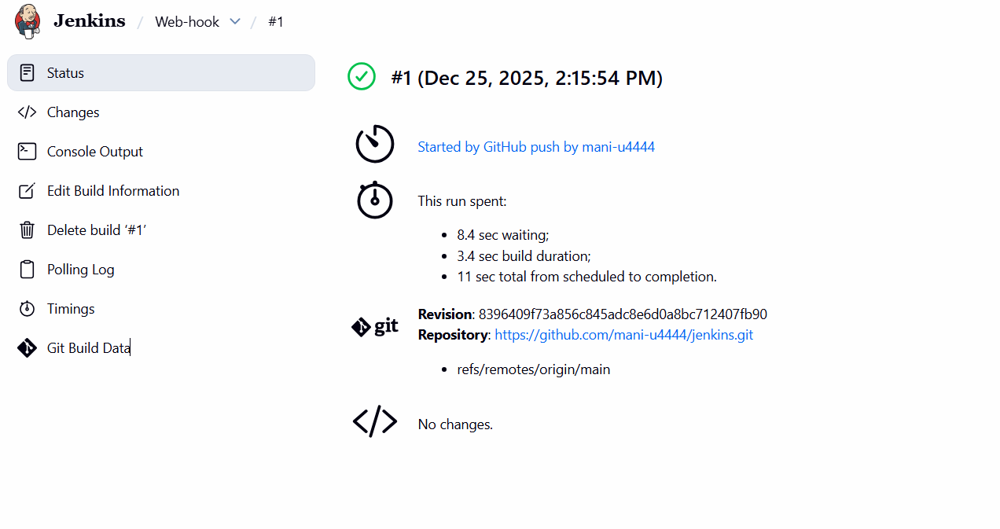 Jenkins / Web-hook / #1
Status
Changes
Console Output
Edit Build Information
Delete build ‘#1’
Polling Log
Timings
Git Build Data
#1 (Dec 25, 2025, 2:15:54 PM)
Started by GitHub push by mani-u4444
This run spent:
8.4 sec waiting;
3.4 sec build duration;
11 sec total from scheduled to completion.
git
Revision: 8396409f73a856c845adc8e6d0a8bc712407fb90
Repository: https://github.com/mani-u4444/jenkins.git
refs/remotes/origin/main
</> No changes.